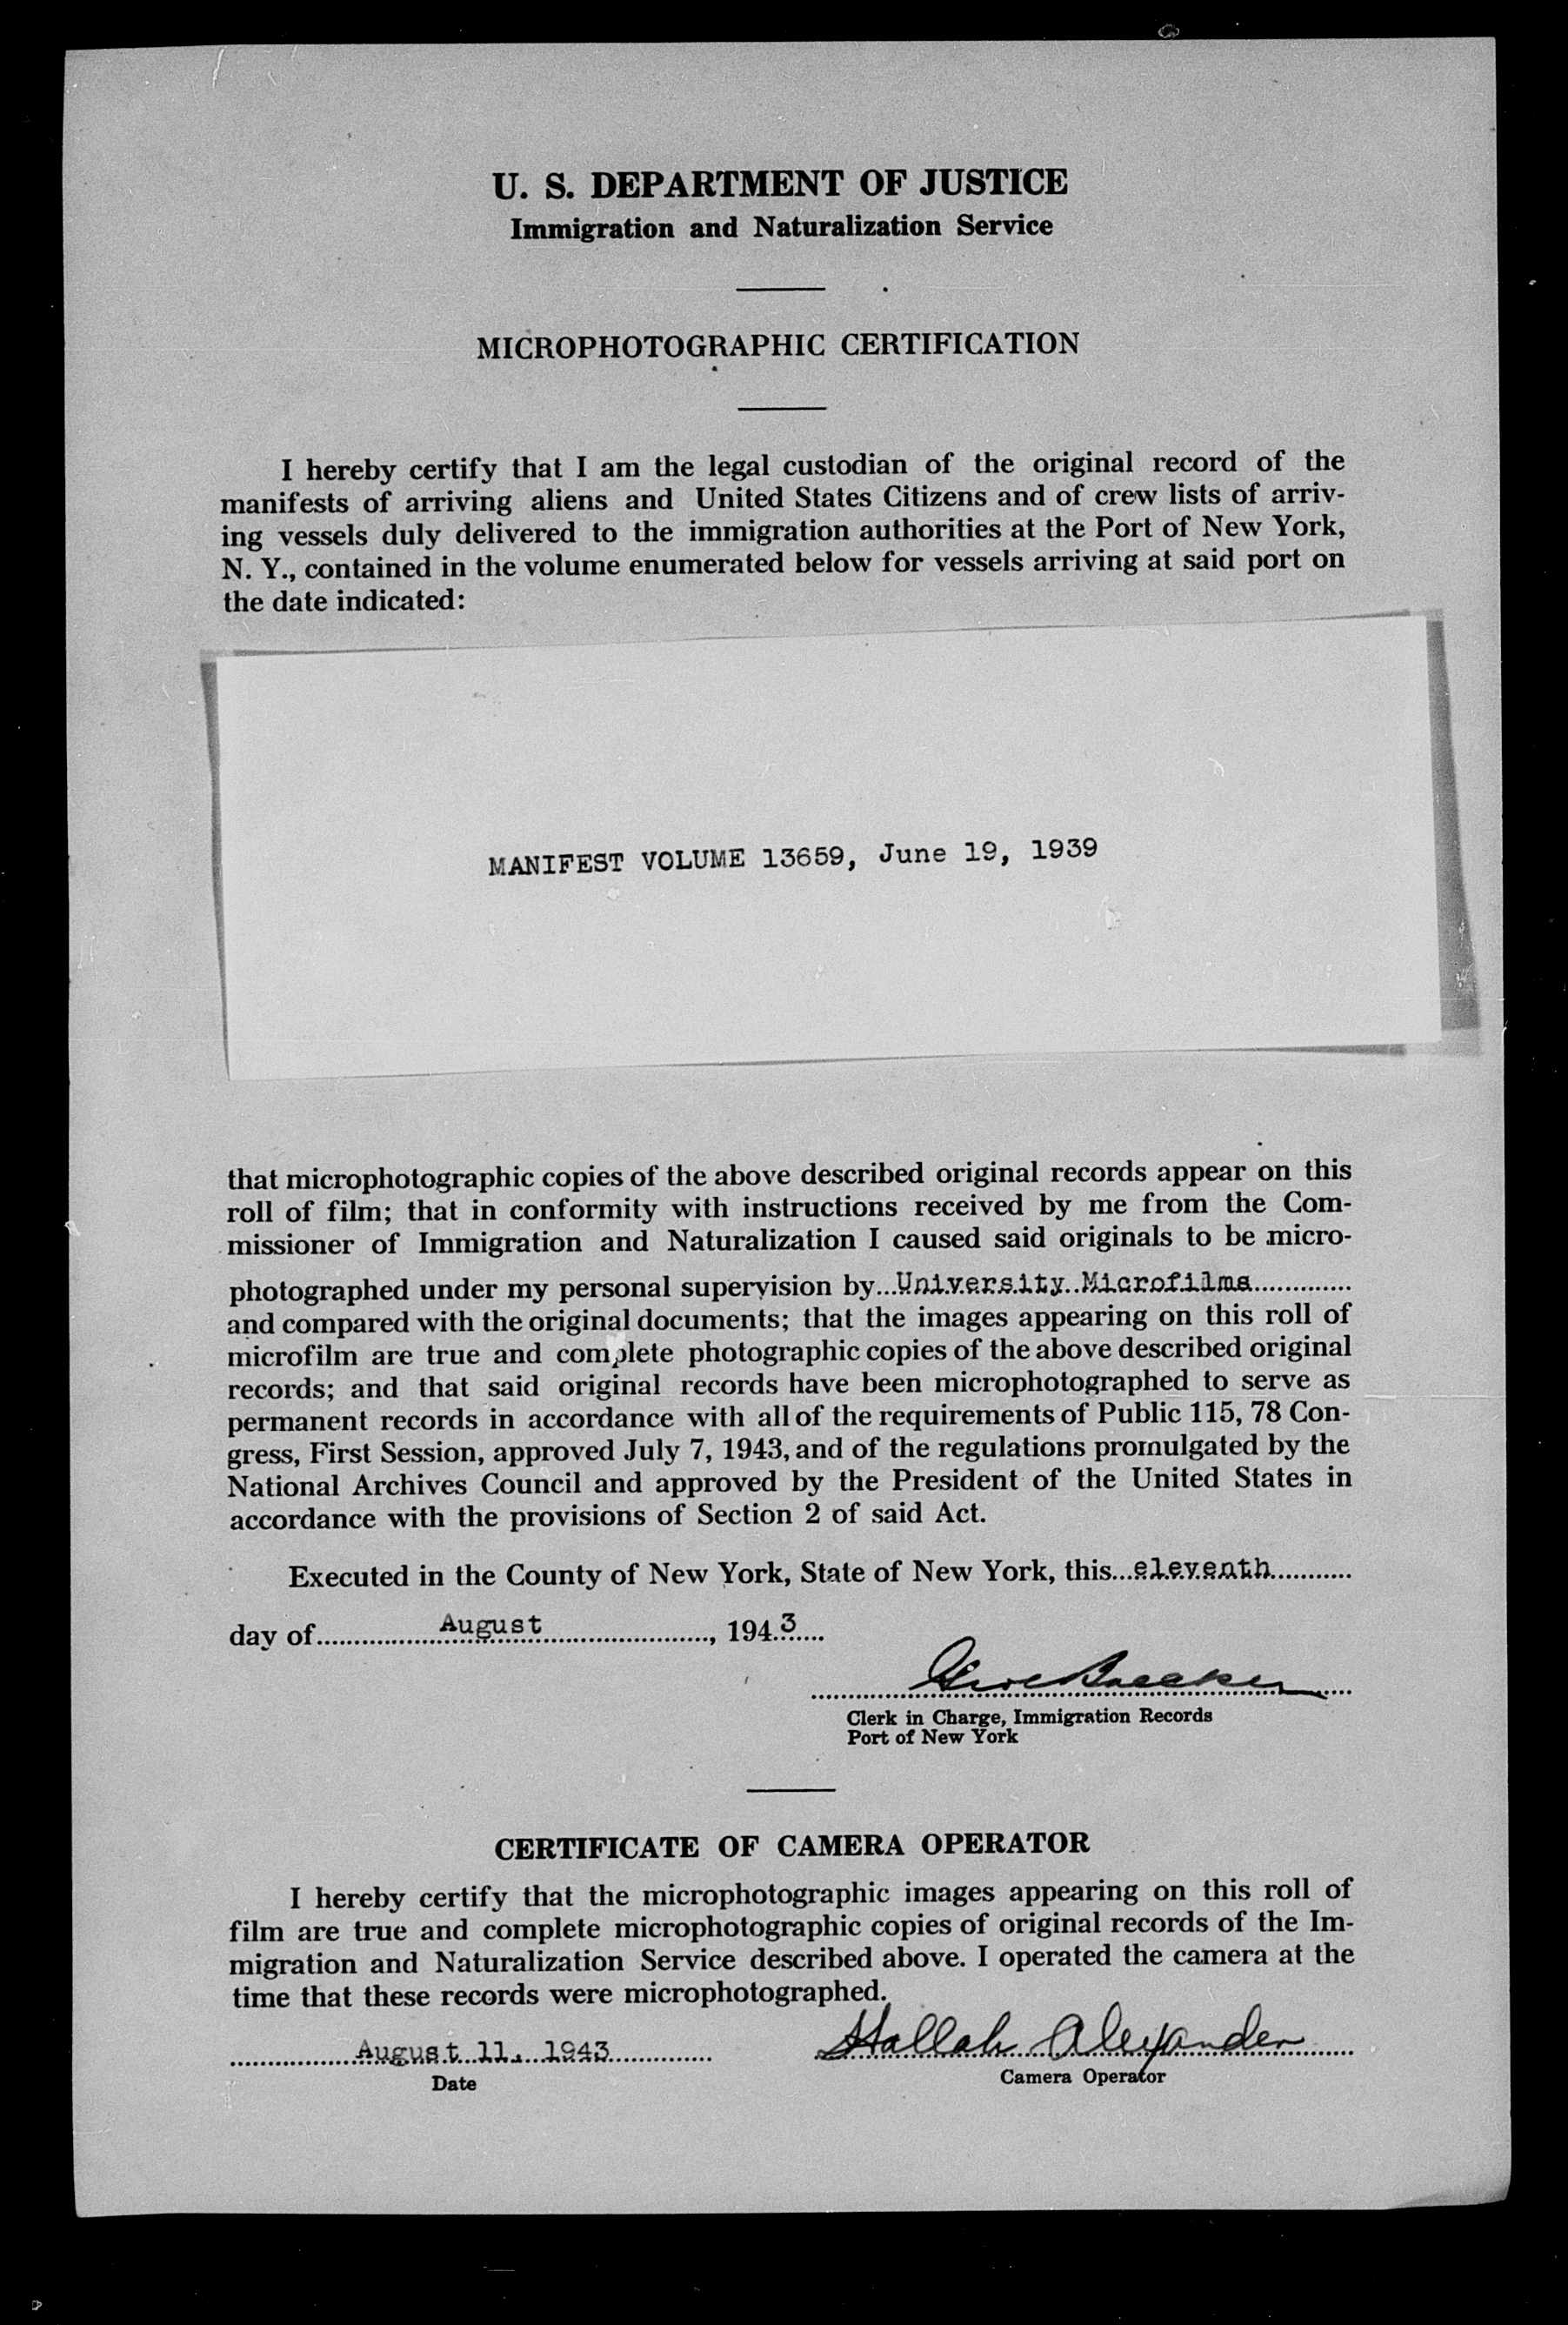 U. S. DEPARTMENT OF JUSTICE
Immigration and Naturalization Service
MICROPHOTOGRAPHIC CERTIFICATION
I hereby certify that I am the legal custodian of the original record of the
manifests of arriving aliens and United States Citizens and of crew lists of arriv-
ing vessels duly delivered to the immigration authorities at the Port of New York,
N. Y., contained in the volume enumerated below for vessels arriving at said port on
the date indicated:
MANIFEST VOLUME 13659, June 19, 1939
that microphotographic copies of the above described original records appear on this
roll of film; that in conformity with instructions received by me from the Com-
missioner of Immigration and Naturalization I caused said originals to be micro-
photographed under my personal supervision by...University Microfilms............
and compared with the original documents; that the images appearing on this roll of
microfilm are true and complete photographic copies of the above described original
records; and that said original records have been microphotographed to serve as
permanent records in accordance with all of the requirements of Public 115, 78 Con-
gress, First Session, approved July 7, 1943, and of the regulations promulgated by the
National Archives Council and approved by the President of the United States in
accordance with the provisions of Section 2 of said Act.
Executed in the County of New York, State of New York, this...eleventh...........
day of..................August........................, 194.3....
Clerk in Charge, Immigration Records
Port of New York
CERTIFICATE OF CAMERA OPERATOR
I hereby certify that the microphotographic images appearing on this roll of
film are true and complete microphotographic copies of original records of the Im-
migration and Naturalization Service described above. I operated the camera at the
time that these records were microphotographed.
August 11, 1943 Hallah Alexander
Date Camera Operator